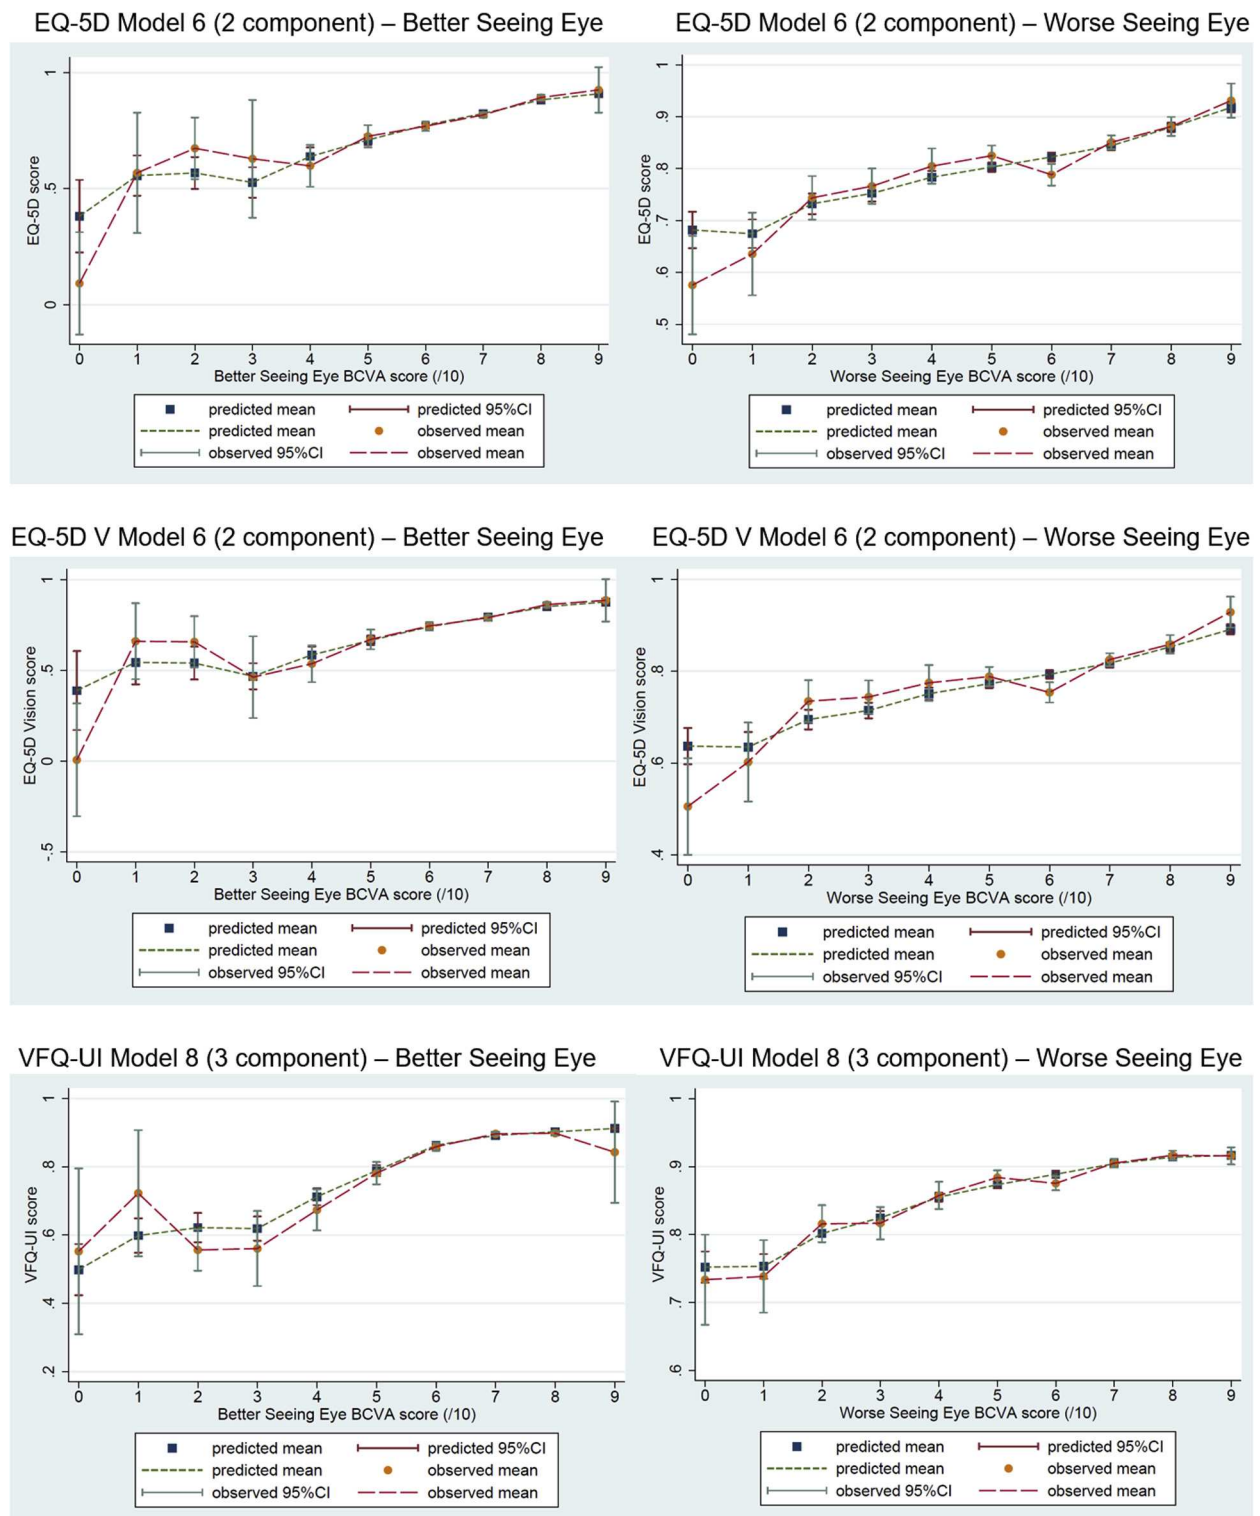 EQ-5D Model 6 (2 component) – Better Seeing Eye
EQ-5D score
1
.5
0
0 1 2 3 4 5 6 7 8 9
Better Seeing Eye BCVA score (/10)
predicted mean predicted 95%CI
predicted mean observed mean
observed 95%CI observed mean
EQ-5D Model 6 (2 component) – Worse Seeing Eye
EQ-5D score
1
.9
.8
.7
.6
.5
0 1 2 3 4 5 6 7 8 9
Worse Seeing Eye BCVA score (/10)
predicted mean predicted 95%CI
predicted mean observed mean
observed 95%CI observed mean
EQ-5D V Model 6 (2 component) – Better Seeing Eye
EQ-5D Vision score
1
.5
0
-.5
0 1 2 3 4 5 6 7 8 9
Better Seeing Eye BCVA score (/10)
predicted mean predicted 95%CI
predicted mean observed mean
observed 95%CI observed mean
EQ-5D V Model 6 (2 component) – Worse Seeing Eye
EQ-5D Vision score
1
.8
.6
.4
0 1 2 3 4 5 6 7 8 9
Worse Seeing Eye BCVA score (/10)
predicted mean predicted 95%CI
predicted mean observed mean
observed 95%CI observed mean
VFQ-UI Model 8 (3 component) – Better Seeing Eye
VFQ-UI score
1
.8
.6
.4
.2
0 1 2 3 4 5 6 7 8 9
Better Seeing Eye BCVA score (/10)
predicted mean predicted 95%CI
predicted mean observed mean
observed 95%CI observed mean
VFQ-UI Model 8 (3 component) – Worse Seeing Eye
VFQ-UI score
1
.9
.8
.7
.6
0 1 2 3 4 5 6 7 8 9
Worse Seeing Eye BCVA score (/10)
predicted mean predicted 95%CI
predicted mean observed mean
observed 95%CI observed mean